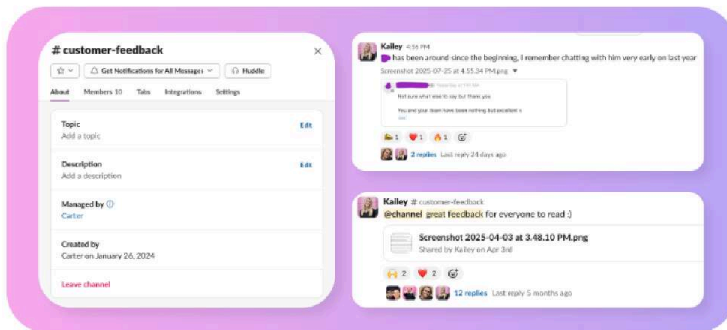 # customer-feedback
Get Notifications for All Messages
Huddle
About Members 10 Tabs Integrations Settings
Topic
Edit
Add a topic
Description
Edit
Add a description
Managed by
Carter
Created by
Carter on January 26, 2024
Leave channel
Kailey 4:56 PM
has been around since the beginning, I remember chatting with him very early on last year
Screenshot 2025-07-25 at 4.55.34 PM.png
Not sure what else to say but thank you.
You and your team have been nothing but excellent
1 1 1
2 replies Last reply 24 days ago
Kailey # customer-feedback
@channel great feedback for everyone to read :)
Screenshot 2025-04-03 at 3.48.10 PM.png
Shared by Kailey on Apr 3rd
2 2
12 replies Last reply 5 months ago